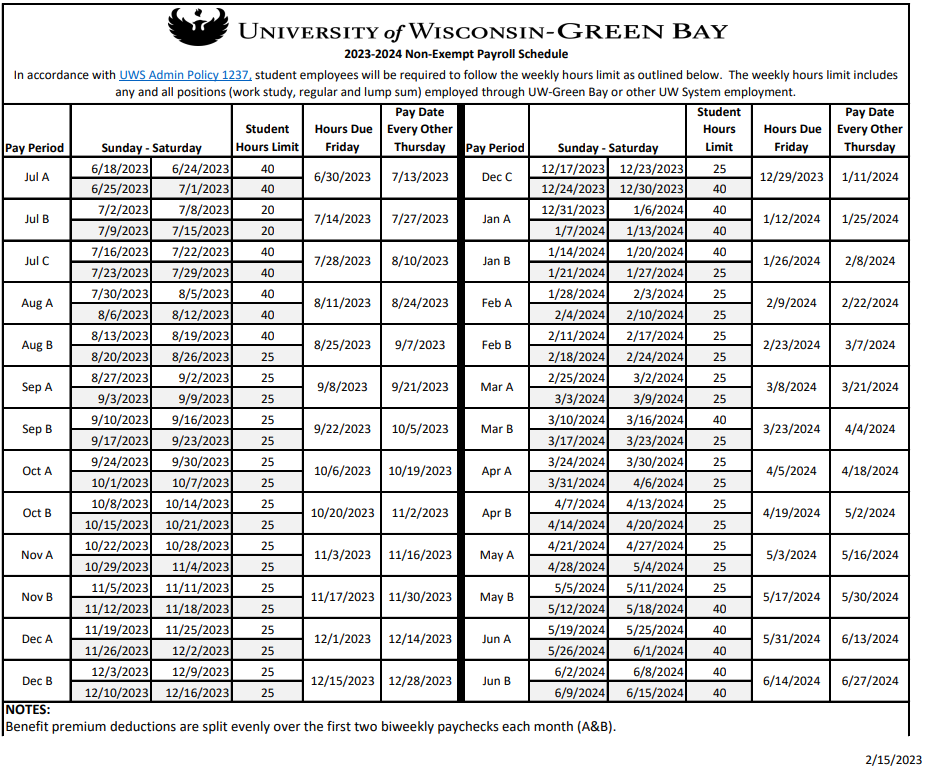 UNIVERSITY of WISCONSIN-GREEN BAY
2023-2024 Non-Exempt Payroll Schedule
In accordance with UWS Admin Policy 1237, student employees will be required to follow the weekly hours limit as outlined below. The weekly hours limit includes
any and all positions (work study, regular and lump sum) employed through UW-Green Bay or other UW System employment.
Pay Period Sunday - Saturday Student Hours Limit Hours Due Friday Pay Date Every Other Thursday Pay Period Sunday - Saturday Student Hours Limit Hours Due Friday Pay Date Every Other Thursday
Jul A 6/18/2023 6/24/2023 40 6/30/2023 7/13/2023 Dec C 12/17/2023 12/23/2023 25 12/29/2023 1/11/2024
6/25/2023 7/1/2023 40 12/24/2023 12/30/2023 40
Jul B 7/2/2023 7/8/2023 20 7/14/2023 7/27/2023 Jan A 12/31/2023 1/6/2024 40 1/12/2024 1/25/2024
7/9/2023 7/15/2023 20 1/7/2024 1/13/2024 40
Jul C 7/16/2023 7/22/2023 40 7/28/2023 8/10/2023 Jan B 1/14/2024 1/20/2024 40 1/26/2024 2/8/2024
7/23/2023 7/29/2023 40 1/21/2024 1/27/2024 25
Aug A 7/30/2023 8/5/2023 40 8/11/2023 8/24/2023 Feb A 1/28/2024 2/3/2024 25 2/9/2024 2/22/2024
8/6/2023 8/12/2023 40 2/4/2024 2/10/2024 25
Aug B 8/13/2023 8/19/2023 40 8/25/2023 9/7/2023 Feb B 2/11/2024 2/17/2024 25 2/23/2024 3/7/2024
8/20/2023 8/26/2023 25 2/18/2024 2/24/2024 25
Sep A 8/27/2023 9/2/2023 25 9/8/2023 9/21/2023 Mar A 2/25/2024 3/2/2024 25 3/8/2024 3/21/2024
9/3/2023 9/9/2023 25 3/3/2024 3/9/2024 25
Sep B 9/10/2023 9/16/2023 25 9/22/2023 10/5/2023 Mar B 3/10/2024 3/16/2024 40 3/23/2024 4/4/2024
9/17/2023 9/23/2023 25 3/17/2024 3/23/2024 25
Oct A 9/24/2023 9/30/2023 25 10/6/2023 10/19/2023 Apr A 3/24/2024 3/30/2024 25 4/5/2024 4/18/2024
10/1/2023 10/7/2023 25 3/31/2024 4/6/2024 25
Oct B 10/8/2023 10/14/2023 25 10/20/2023 11/2/2023 Apr B 4/7/2024 4/13/2024 25 4/19/2024 5/2/2024
10/15/2023 10/21/2023 25 4/14/2024 4/20/2024 25
Nov A 10/22/2023 10/28/2023 25 11/3/2023 11/16/2023 May A 4/21/2024 4/27/2024 25 5/3/2024 5/16/2024
10/29/2023 11/4/2023 25 4/28/2024 5/4/2024 25
Nov B 11/5/2023 11/11/2023 25 11/17/2023 11/30/2023 May B 5/5/2024 5/11/2024 25 5/17/2024 5/30/2024
11/12/2023 11/18/2023 25 5/12/2024 5/18/2024 40
Dec A 11/19/2023 11/25/2023 25 12/1/2023 12/14/2023 Jun A 5/19/2024 5/25/2024 40 5/31/2024 6/13/2024
11/26/2023 12/2/2023 25 5/26/2024 6/1/2024 40
Dec B 12/3/2023 12/9/2023 25 12/15/2023 12/28/2023 Jun B 6/2/2024 6/8/2024 40 6/14/2024 6/27/2024
12/10/2023 12/16/2023 25 6/9/2024 6/15/2024 40
NOTES:
Benefit premium deductions are split evenly over the first two biweekly paychecks each month (A&B).
2/15/2023